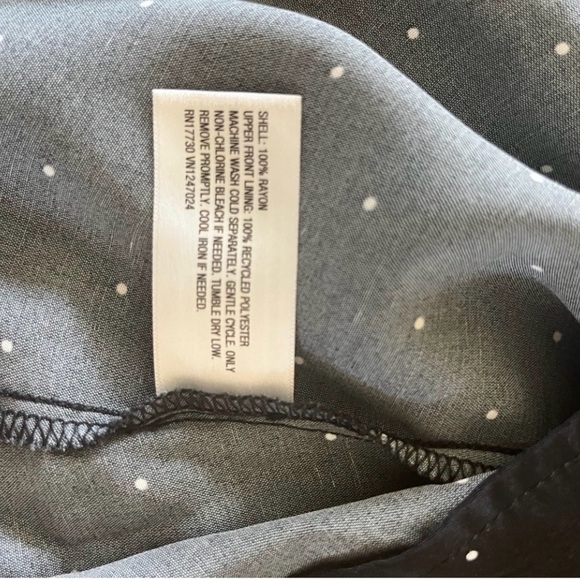 SHELL: 100% RAYON
UPPER FRONT LINING: 100% RECYCLED POLYESTER
MACHINE WASH COLD SEPARATELY. GENTLE CYCLE. ONLY
NON-CHLORINE BLEACH IF NEEDED. TUMBLE DRY LOW.
REMOVE PROMPTLY. COOL IRON IF NEEDED.
RN17730 VN1247024